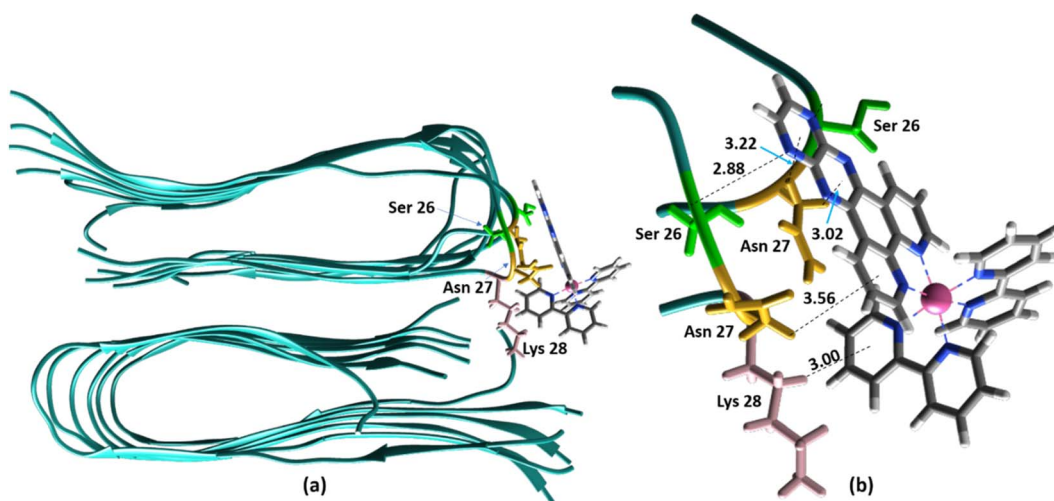 Ser 26
Asn 27
Lys 28
(a)
Ser 26
3.22
2.88
Ser 26
Asn 27
3.02
Asn 27
3.56
3.00
Lys 28
(b)